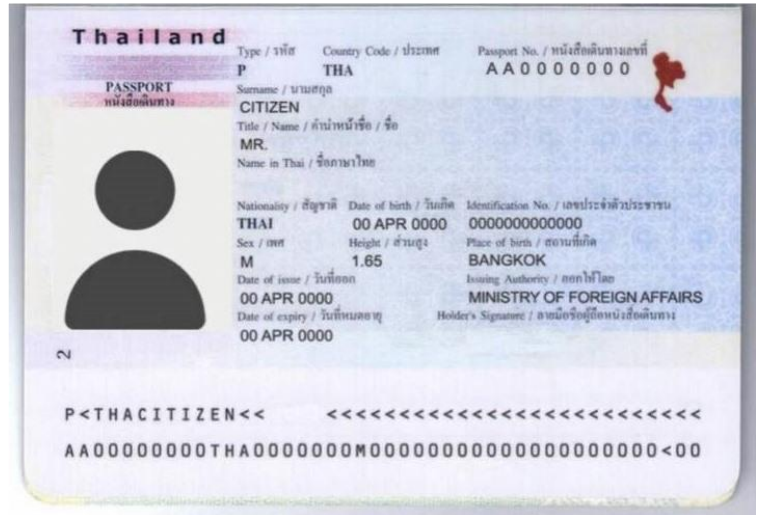 Thailand
PASSPORT
หนังสือเดินทาง
Type / รหัส Country Code / ประเทศ Passport No. / หนังสือเดินทางเลขที่
P THA AA0000000
Surname / นามสกุล
CITIZEN
Title / Name / คำนำหน้าชื่อ / ชื่อ
MR.
Name in Thai / ชื่อภาษาไทย
Nationality / สัญชาติ Date of birth / วันเกิด Identification No. / เลขประจำตัวประชาชน
THAI 00 APR 0000 0000000000000
Sex / เพศ Height / ส่วนสูง Place of birth / สถานที่เกิด
M 1.65 BANGKOK
Date of issue / วันที่ออก Issuing Authority / ออกให้โดย
00 APR 0000 MINISTRY OF FOREIGN AFFAIRS
Date of expiry / วันที่หมดอายุ Holder's Signature / ลายมือชื่อผู้ถือหนังสือเดินทาง
00 APR 0000
2
P<THACITIZEN<< <<<<<<<<<<<<<<<<<<<<<<<<<<
AA00000000THA0000000M00000000000000000000<00